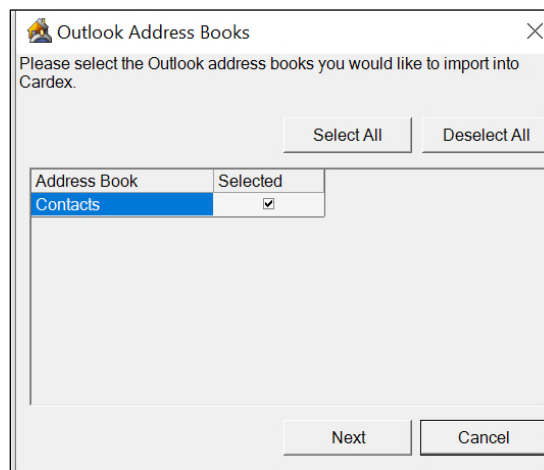 Outlook Address Books
Please select the Outlook address books you would like to import into
Cardex.
Select All Deselect All
Address Book Selected
Contacts
Next Cancel